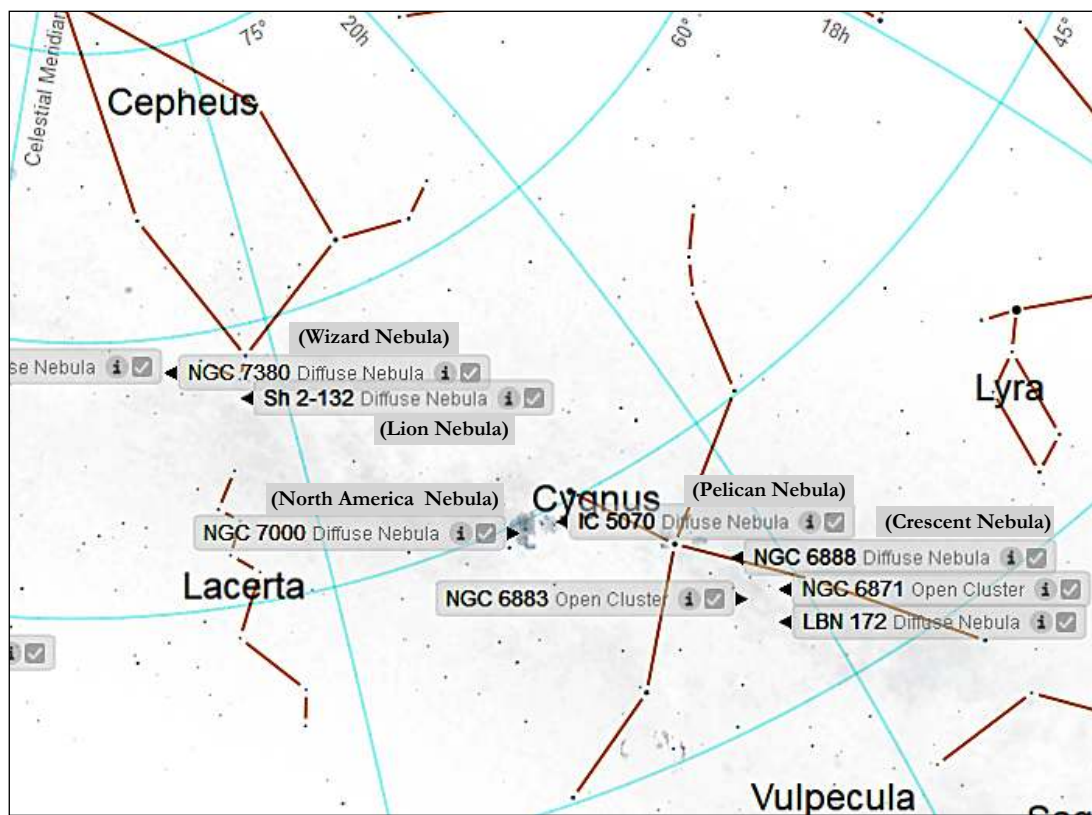 75°
20h
60°
18h
45°
Celestial Meridian
Cepheus
(Wizard Nebula)
se Nebula i
NGC 7380 Diffuse Nebula i
Sh 2-132 Diffuse Nebula i
Lyra
(Lion Nebula)
(North America Nebula)
Cygnus
(Pelican Nebula)
IC 5070 Diffuse Nebula i
(Crescent Nebula)
NGC 7000 Diffuse Nebula i
NGC 6888 Diffuse Nebula i
Lacerta
NGC 6883 Open Cluster i
NGC 6871 Open Cluster i
LBN 172 Diffuse Nebula i
i
Vulpecula
Sag